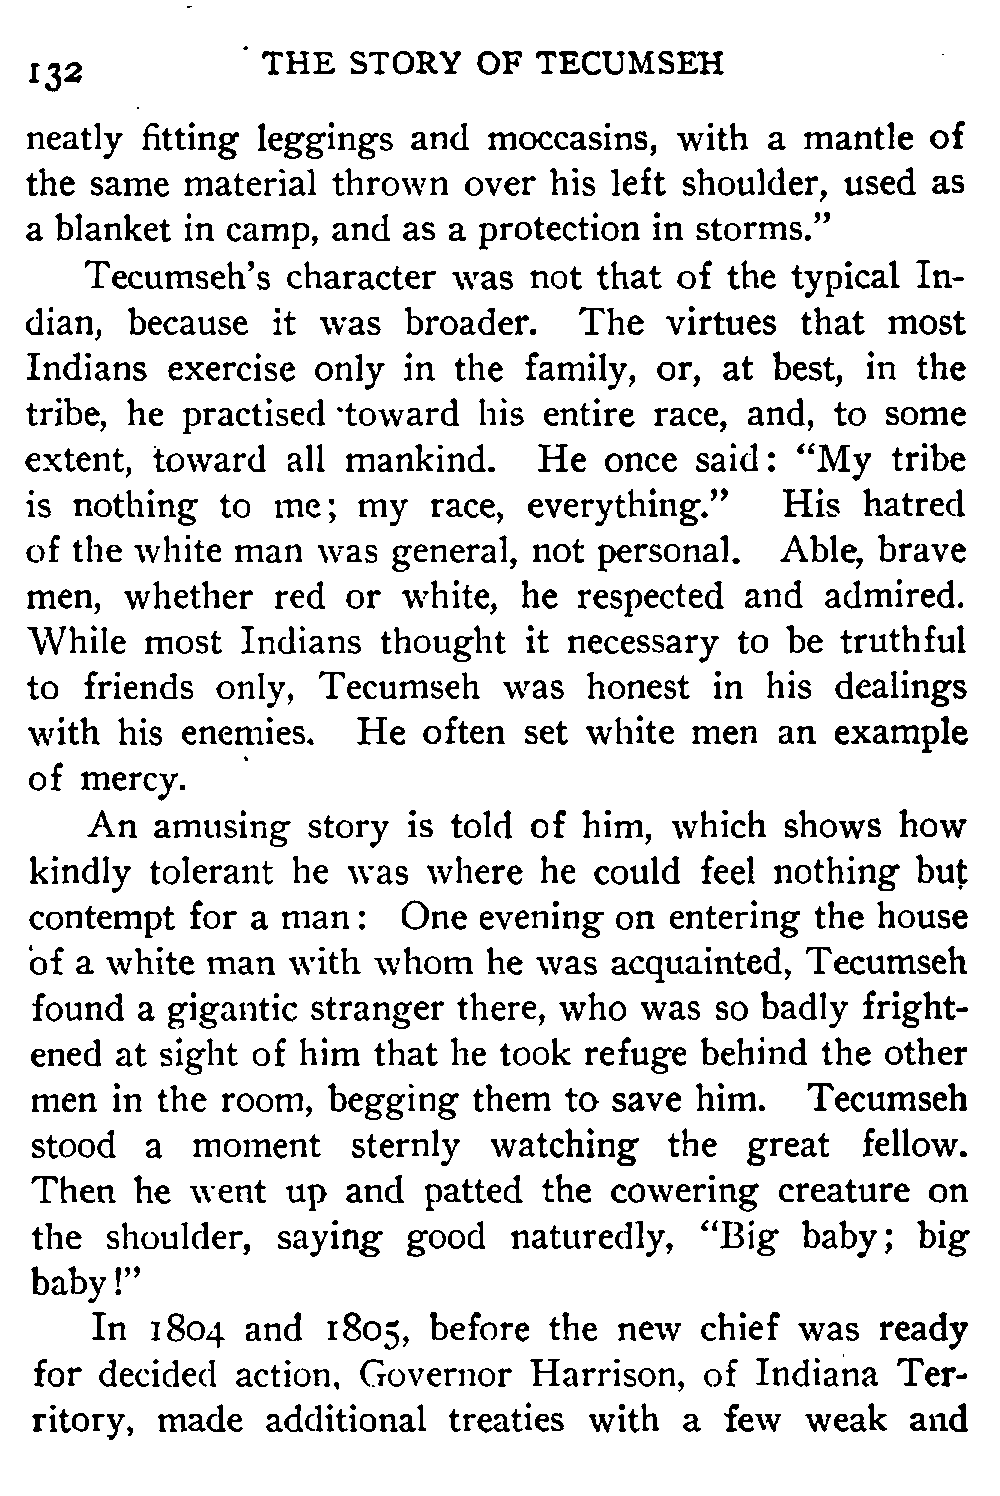 132 THE STORY OF TECUMSEH
neatly fitting leggings and moccasins, with a mantle of
the same material thrown over his left shoulder, used as
a blanket in camp, and as a protection in storms.”
Tecumseh’s character was not that of the typical In-
dian, because it was broader. The virtues that most
Indians exercise only in the family, or, at best, in the
tribe, he practised toward his entire race, and, to some
extent, toward all mankind. He once said: “My tribe
is nothing to me; my race, everything.” His hatred
of the white man was general, not personal. Able, brave
men, whether red or white, he respected and admired.
While most Indians thought it necessary to be truthful
to friends only, Tecumseh was honest in his dealings
with his enemies. He often set white men an example
of mercy.
An amusing story is told of him, which shows how
kindly tolerant he was where he could feel nothing but
contempt for a man: One evening on entering the house
of a white man with whom he was acquainted, Tecumseh
found a gigantic stranger there, who was so badly fright-
ened at sight of him that he took refuge behind the other
men in the room, begging them to save him. Tecumseh
stood a moment sternly watching the great fellow.
Then he went up and patted the cowering creature on
the shoulder, saying good naturedly, “Big baby; big
baby!”
In 1804 and 1805, before the new chief was ready
for decided action, Governor Harrison, of Indiana Ter-
ritory, made additional treaties with a few weak and